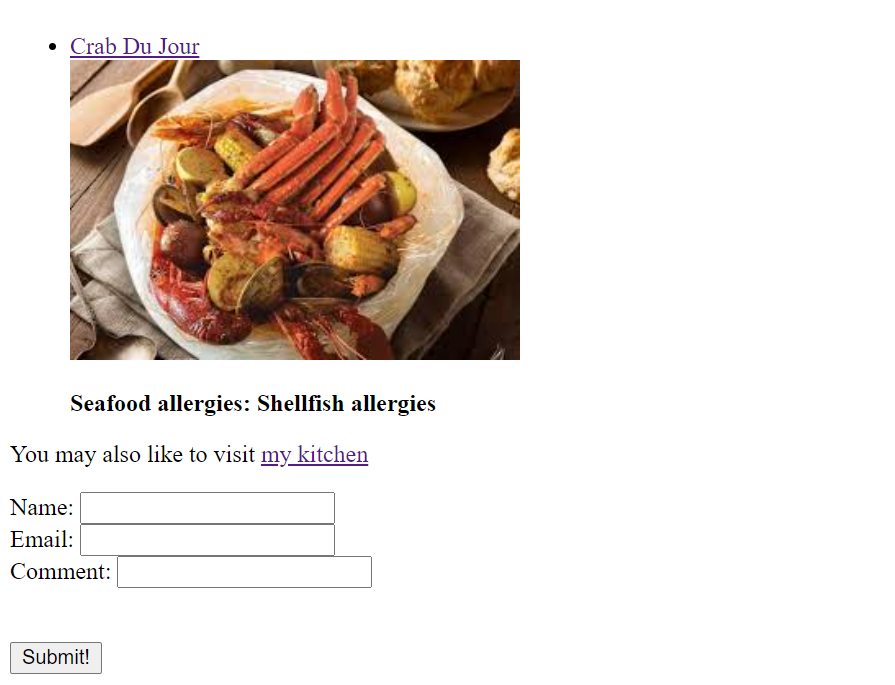 Crab Du Jour
Seafood allergies: Shellfish allergies
You may also like to visit my kitchen
Name:
Email:
Comment:
Submit!